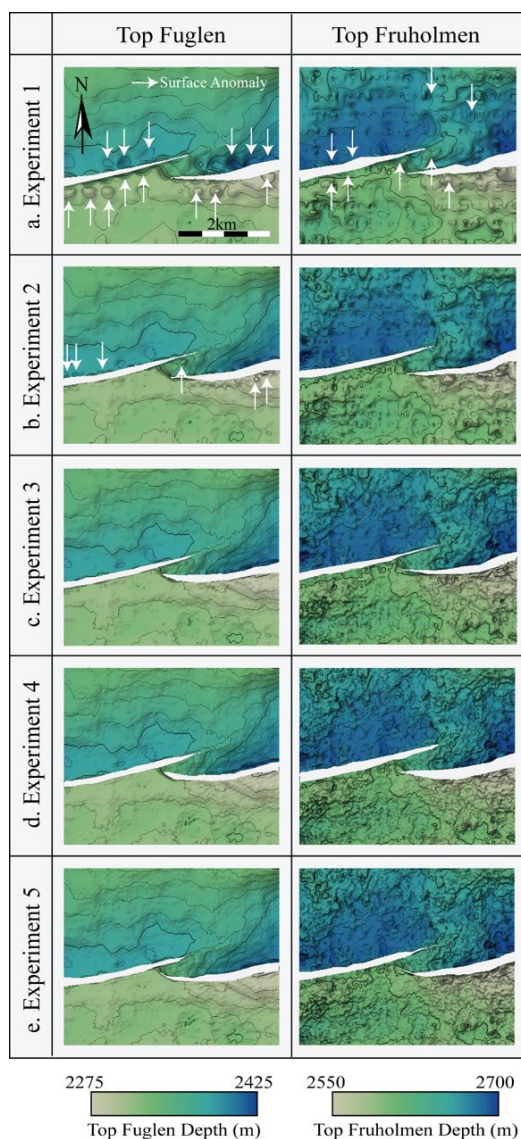 Top Fuglen
Top Fruholmen
a. Experiment 1
N
Surface Anomaly
2km
b. Experiment 2
c. Experiment 3
d. Experiment 4
e. Experiment 5
2275 2425
Top Fuglen Depth (m)
2550 2700
Top Fruholmen Depth (m)